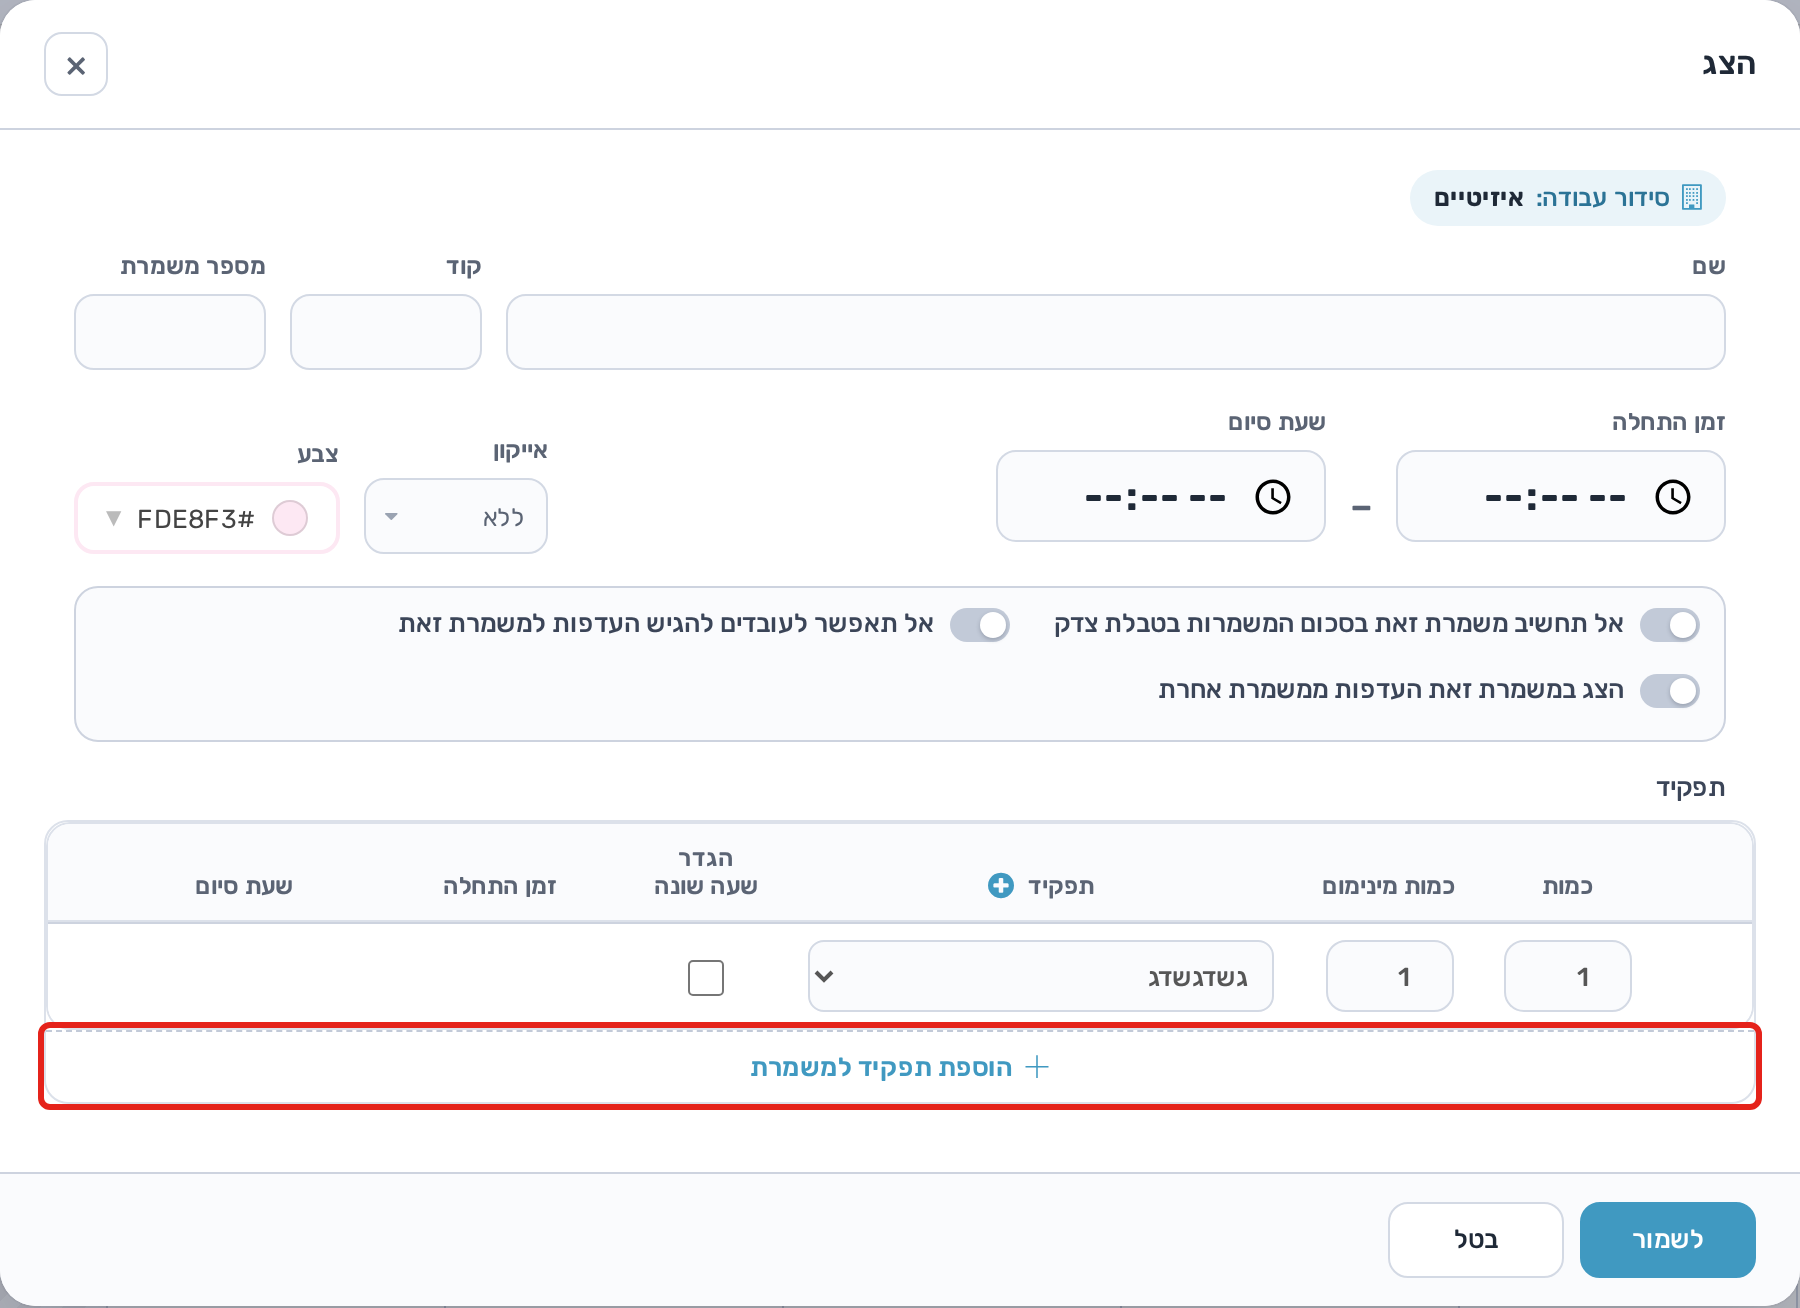 הצג
סידור עבודה: איזיטיים
שם
קוד
מספר משמרת
זמן התחלה
שעת סיום
אייקון
צבע
--:-- --
–
--:-- --
ללא
#FDE8F3
אל תחשיב משמרת זאת בסכום המשמרות בטבלת צדק
אל תאפשר לעובדים להגיש העדפות למשמרת זאת
הצג במשמרת זאת העדפות ממשמרת אחרת
תפקיד
כמות
כמות מינימום
תפקיד
הגדר
שעה שונה
זמן התחלה
שעת סיום
1
1
גשדגשדג
הוספת תפקיד למשמרת
לשמור
בטל